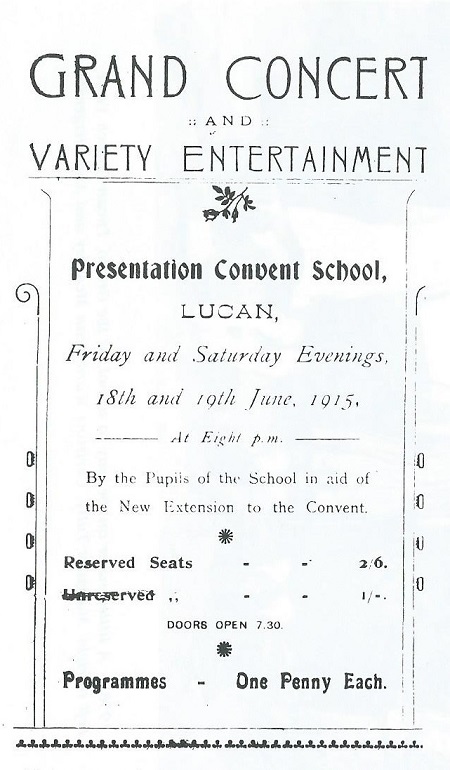 GRAND CONCERT
:: AND ::
VARIETY ENTERTAINMENT
Presentation Convent School,
LUCAN,
Friday and Saturday Evenings,
18th and 19th June, 1915,
At Eight p.m.
By the Pupils of the School in aid of
the New Extension to the Convent.
Reserved Seats - - 2/6.
Unreserved ,, - - 1/-.
DOORS OPEN 7.30.
Programmes - One Penny Each.